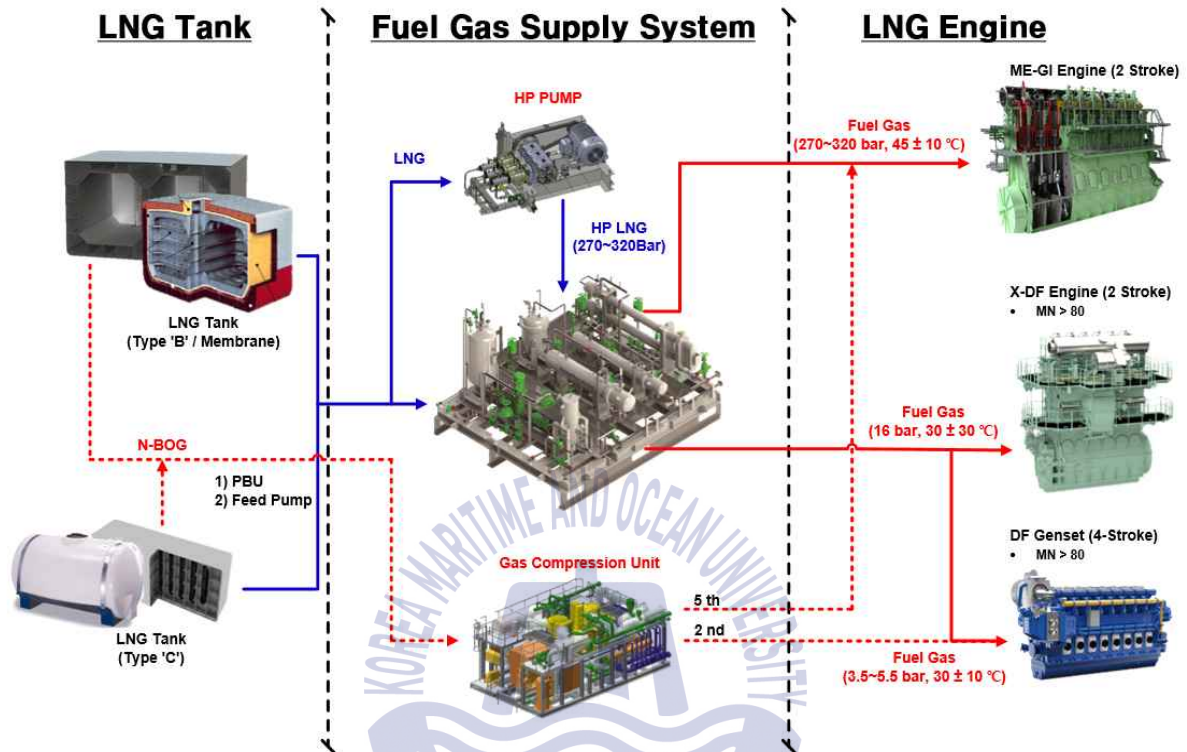 LNG Tank
Fuel Gas Supply System
LNG Engine
LNG Tank
(Type 'B' / Membrane)
N-BOG
1) PBU
2) Feed Pump
LNG Tank
(Type 'C')
HP PUMP
LNG
HP LNG
(270~320Bar)
Gas Compression Unit
5 th
2 nd
Fuel Gas
(270~320 bar, 45 ± 10 ℃)
Fuel Gas
(16 bar, 30 ± 30 ℃)
Fuel Gas
(3.5~5.5 bar, 30 ± 10 ℃)
ME-GI Engine (2 Stroke)
X-DF Engine (2 Stroke)
• MN > 80
DF Genset (4-Stroke)
• MN > 80
KOREA MARITIME AND OCEAN UNIVERSITY